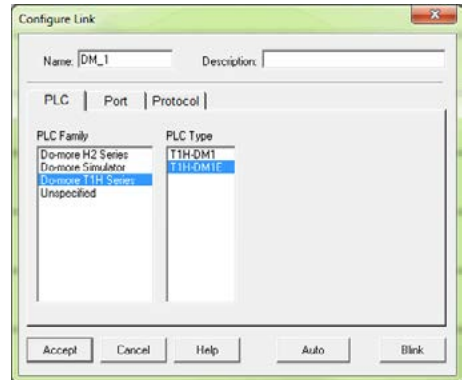 Configure Link
Name: DM_1 Description:
PLC Port Protocol
PLC Family PLC Type
Do-more H2 Series T1H-DM1
Do-more Simulator T1H-DM1E
Do-more T1H Series
Unspecified
Accept Cancel Help Auto Blink